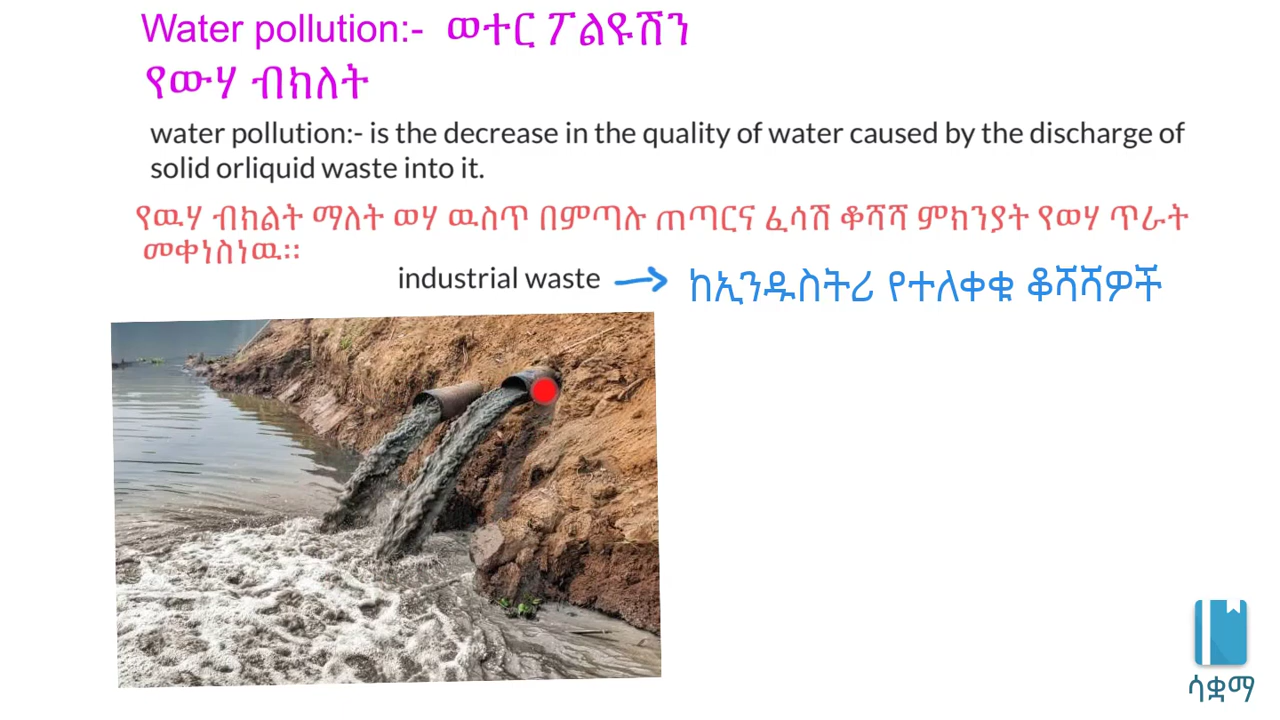 Water pollution:- ወተር ፖልዩሽን
የውሃ ብክለት
water pollution:- is the decrease in the quality of water caused by the discharge of
solid orliquid waste into it.
የዉሃ ብክልት ማለት ወሃ ዉስጥ በምጣሉ ጠጣርና ፈሳሽ ቆሻሻ ምክንያት የወሃ ጥራት
መቀነስነዉ፡፡
industrial waste → ከኢንዱስትሪ የተለቀቁ ቆሻሻዎች
ሳቋማ